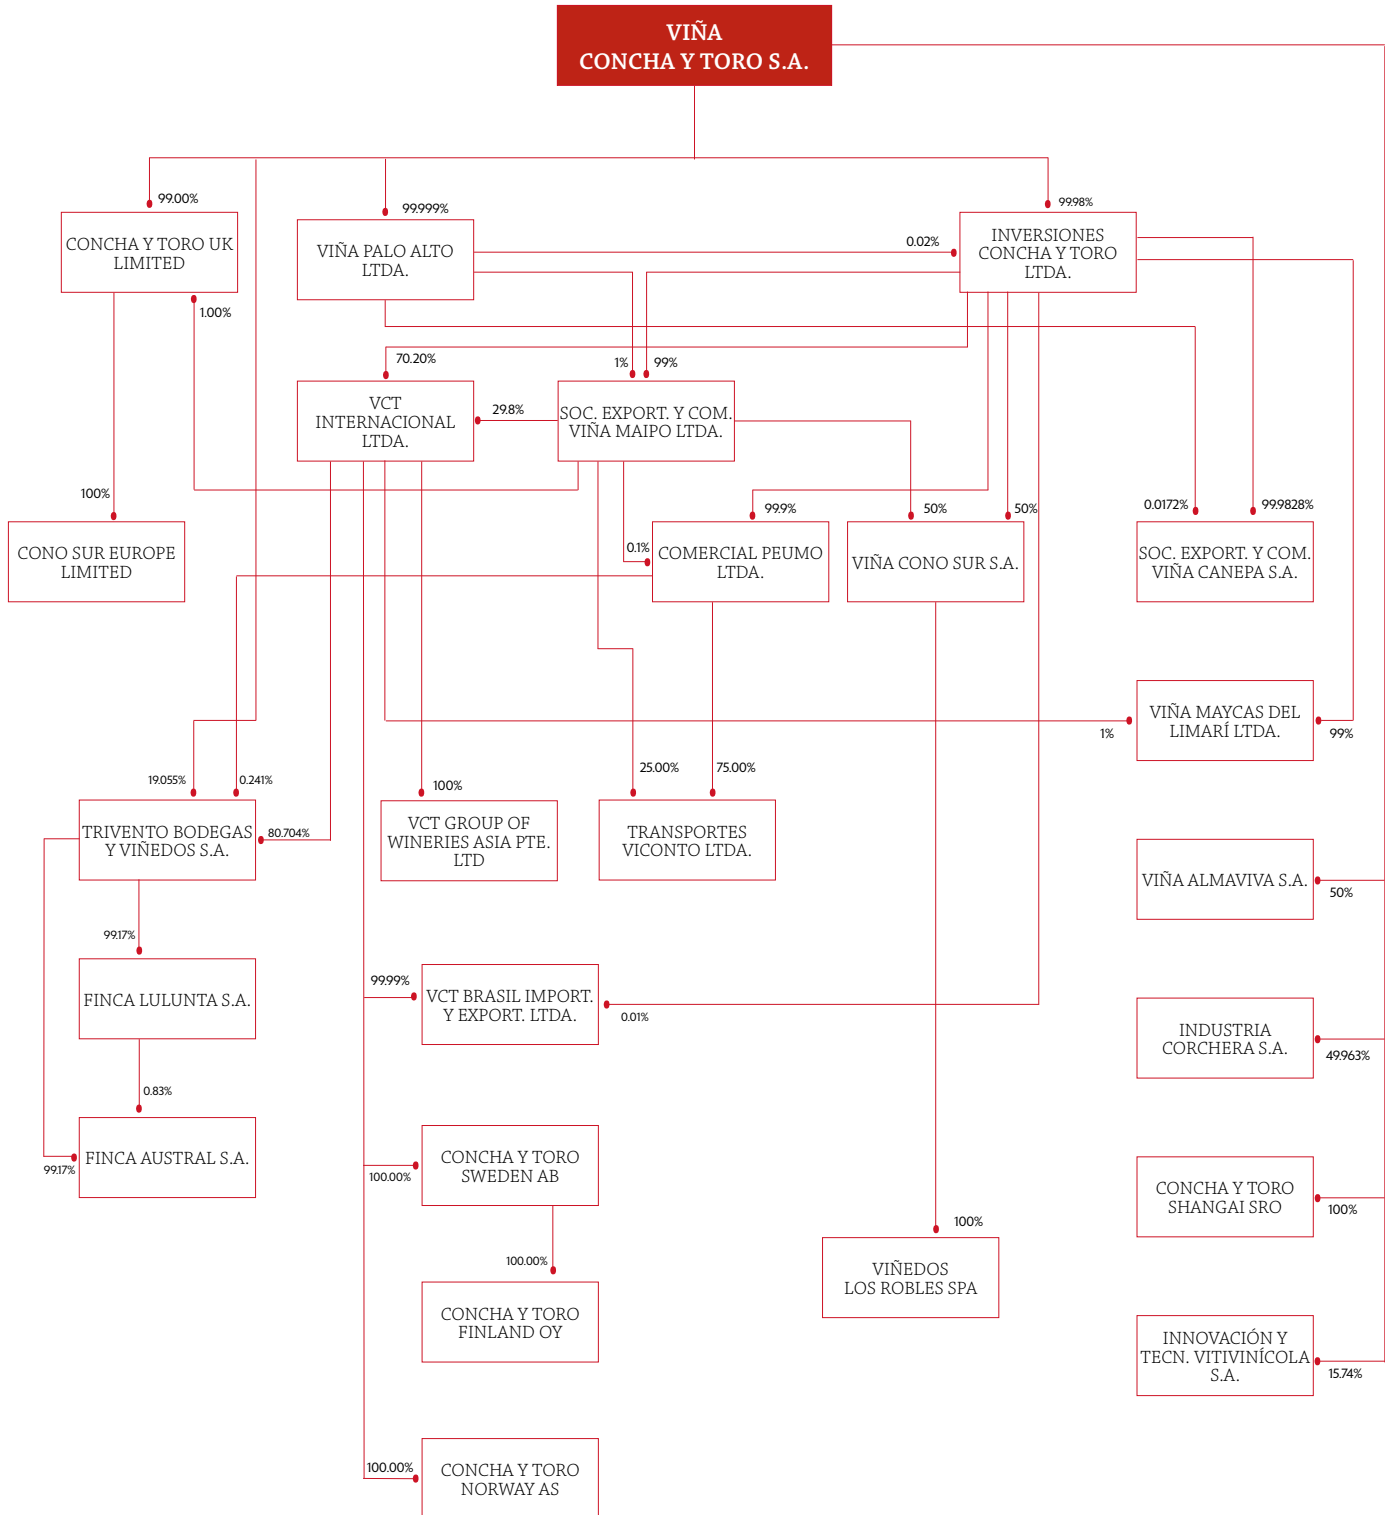 VIÑA
CONCHA Y TORO S.A.
99.00%
99.999%
99.98%
CONCHA Y TORO UK
LIMITED
VIÑA PALO ALTO
LTDA.
0.02%
INVERSIONES
CONCHA Y TORO
LTDA.
1.00%
70.20%
1%
99%
VCT
INTERNACIONAL
LTDA.
29.8%
SOC. EXPORT. Y COM.
VIÑA MAIPO LTDA.
100%
99.9%
50%
50%
0.0172%
99.9828%
CONO SUR EUROPE
LIMITED
0.1%
COMERCIAL PEUMO
LTDA.
VIÑA CONO SUR S.A.
SOC. EXPORT. Y COM.
VIÑA CANEPA S.A.
1%
VIÑA MAYCAS DEL
LIMARÍ LTDA.
99%
19.055%
0.241%
100%
25.00%
75.00%
TRIVENTO BODEGAS
Y VIÑEDOS S.A.
80.704%
VCT GROUP OF
WINERIES ASIA PTE.
LTD
TRANSPORTES
VICONTO LTDA.
VIÑA ALMAVIVA S.A.
50%
99.17%
FINCA LULUNTA S.A.
99.99%
VCT BRASIL IMPORT.
Y EXPORT. LTDA.
0.01%
INDUSTRIA
CORCHERA S.A.
49.963%
0.83%
FINCA AUSTRAL S.A.
99.17%
100.00%
CONCHA Y TORO
SWEDEN AB
CONCHA Y TORO
SHANGAI SRO
100%
100.00%
100%
CONCHA Y TORO
FINLAND OY
VIÑEDOS
LOS ROBLES SPA
INNOVACIÓN Y
TECN. VITIVINÍCOLA
S.A.
15.74%
100.00%
CONCHA Y TORO
NORWAY AS